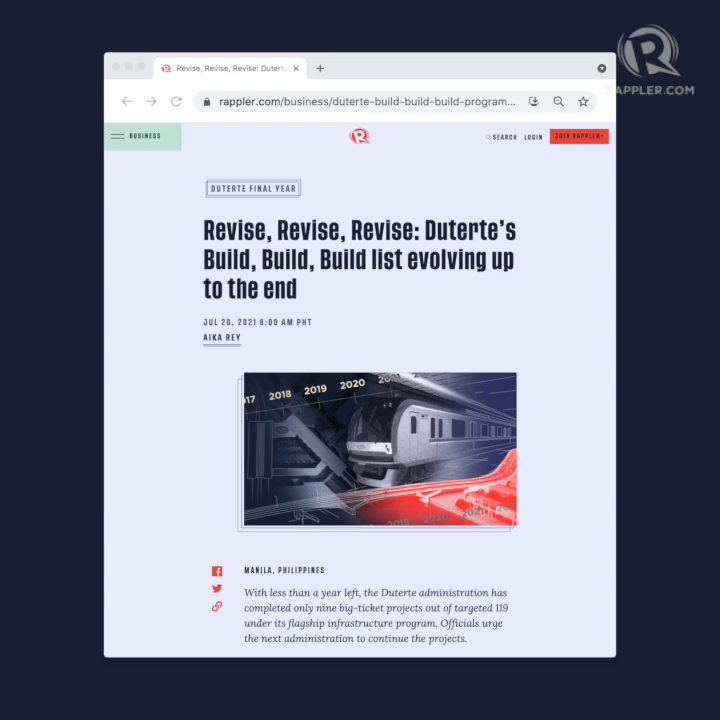 RAPPLER.COM
Revise, Revise, Revise: Duterte
rappler.com/business/duterte-build-build-build-program...
BUSINESS
SEARCH LOGIN JOIN RAPPLER+
DUTERTE FINAL YEAR
Revise, Revise, Revise: Duterte's
Build, Build, Build list evolving up
to the end
JUL 20, 2021 8:00 AM PHT
AIKA REY
17 2018 2019 2020
2019 2020 2021
MANILA, PHILIPPINES
With less than a year left, the Duterte administration has
completed only nine big-ticket projects out of targeted 119
under its flagship infrastructure program. Officials urge
the next administration to continue the projects.